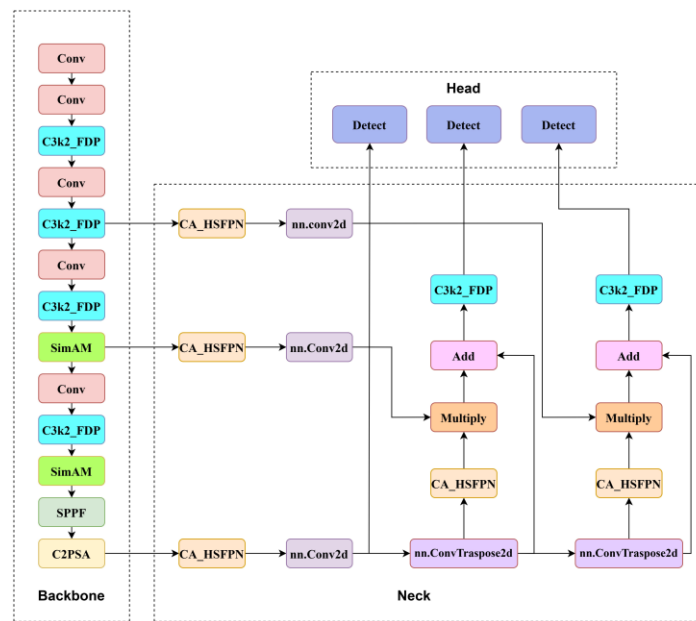 Conv
Conv
C3k2_FDP
Conv
C3k2_FDP
Conv
C3k2_FDP
SimAM
Conv
C3k2_FDP
SimAM
SPPF
C2PSA
Backbone
Head
Detect
Detect
Detect
CA_HSFPN
nn.conv2d
C3k2_FDP
C3k2_FDP
CA_HSFPN
nn.Conv2d
Add
Add
Multiply
Multiply
CA_HSFPN
CA_HSFPN
CA_HSFPN
nn.Conv2d
nn.ConvTraspose2d
nn.ConvTraspose2d
Neck